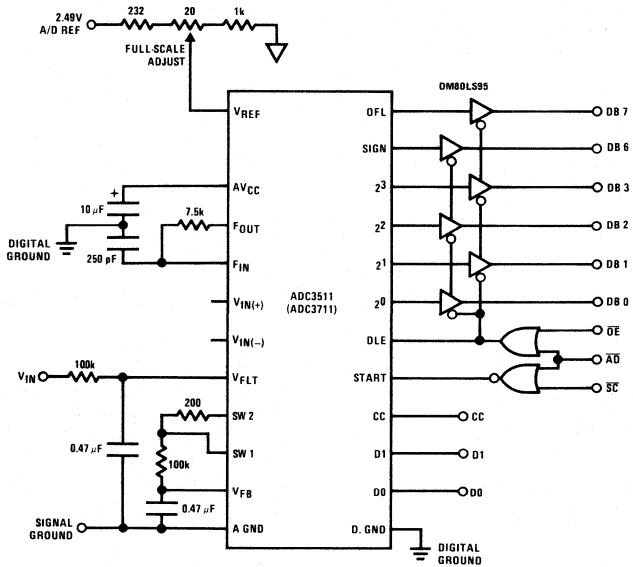 2.49V
A/D REF
232
20
1k
FULL-SCALE
ADJUST
DM80LS95
VREF
OFL
DB 7
SIGN
DB 6
AVCC
2³
DB 3
+
10 μF
7.5k
FOUT
2²
DB 2
DIGITAL
GROUND
250 pF
FIN
2¹
DB 1
ADC3511
(ADC3711)
VIN(+)
2⁰
DB 0
VIN(−)
DLE
OE
AD
100k
VIN
VFLT
START
SC
200
SW 2
CC
CC
0.47 μF
SW 1
D1
D1
100k
VFB
D0
D0
0.47 μF
SIGNAL
GROUND
A GND
D. GND
DIGITAL
GROUND